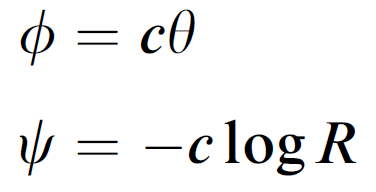 ϕ = cθ
ψ = −c log R